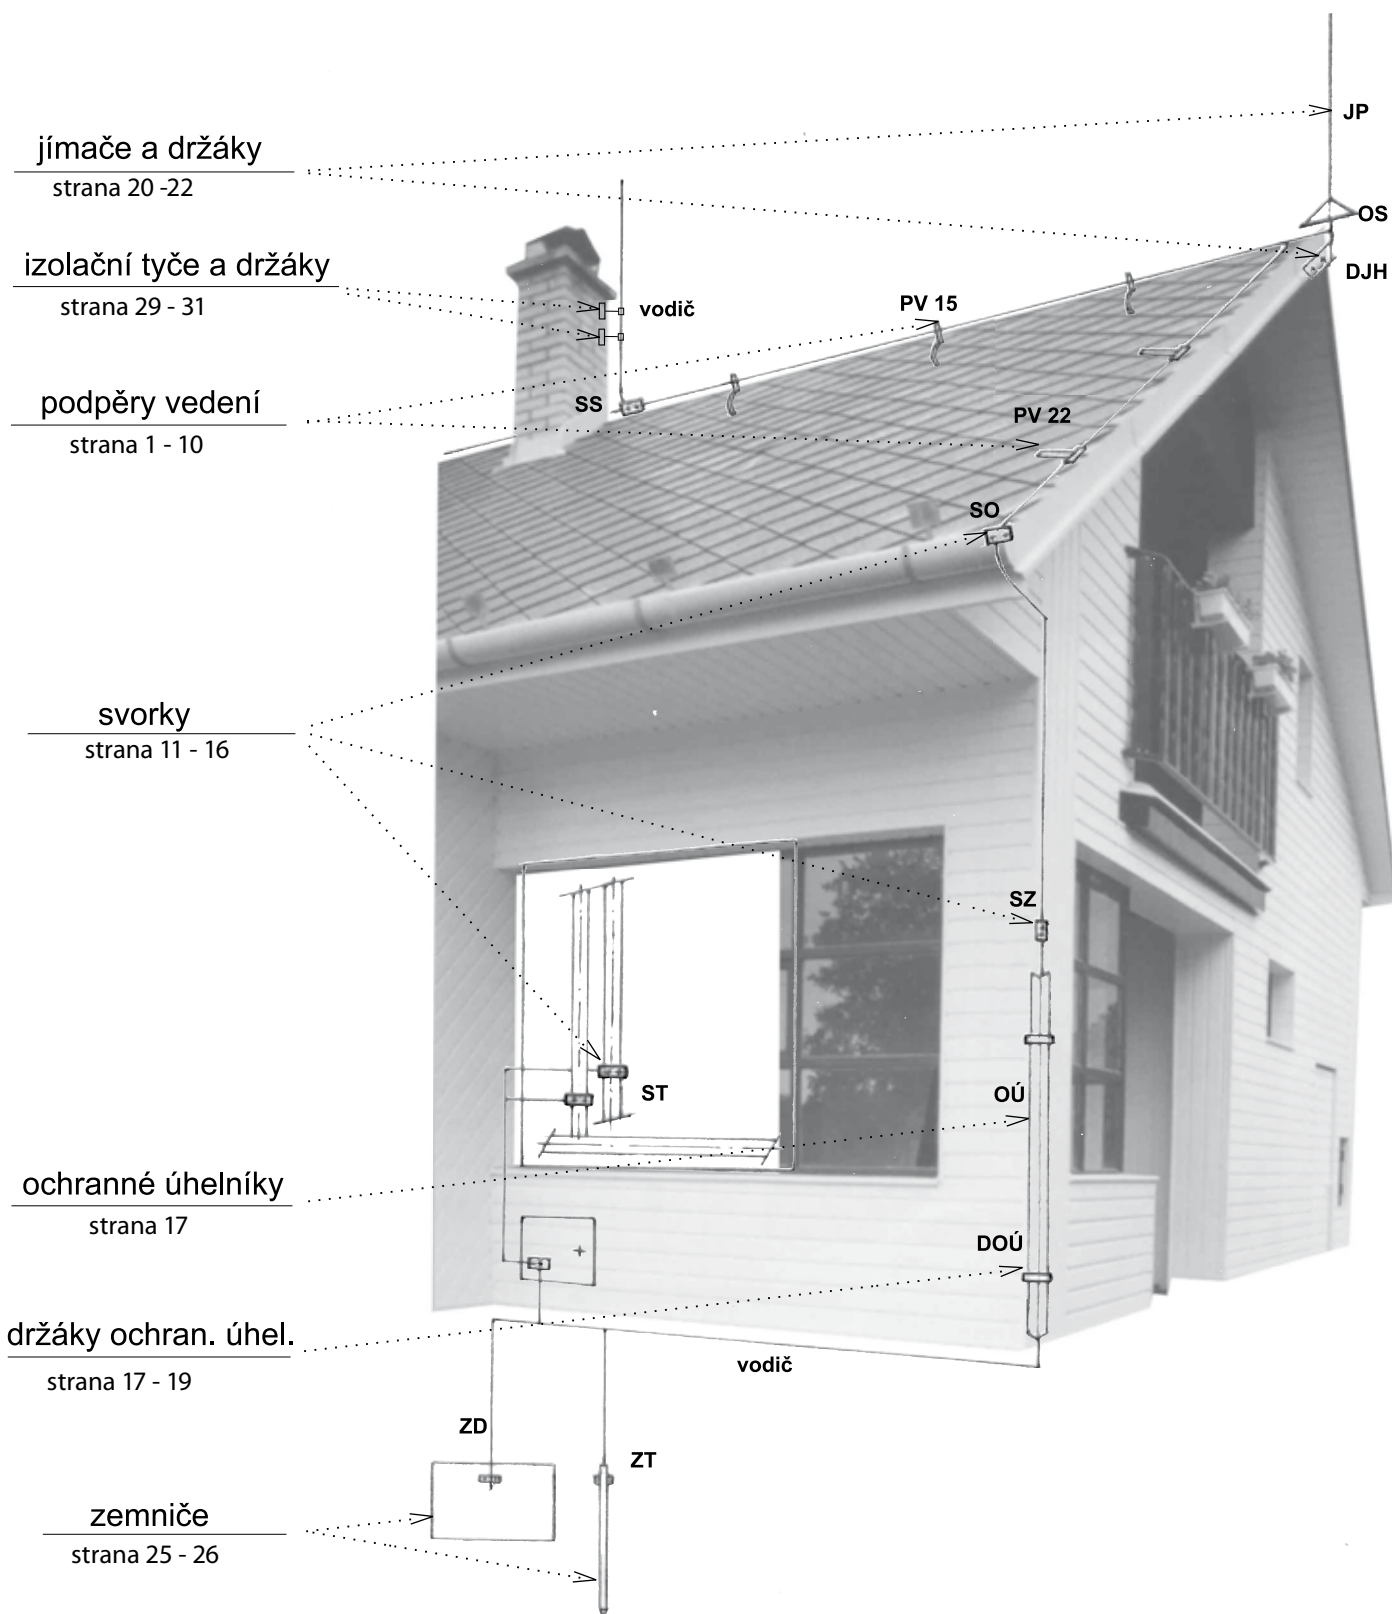 JP
jímače a držáky
strana 20 -22
OS
izolační tyče a držáky
DJH
strana 29 - 31
vodič
PV 15
podpěry vedení
SS
PV 22
strana 1 - 10
SO
svorky
strana 11 - 16
SZ
ST
OÚ
ochranné úhelníky
strana 17
DOÚ
držáky ochran. úhel.
vodič
strana 17 - 19
ZD
ZT
zemniče
strana 25 - 26